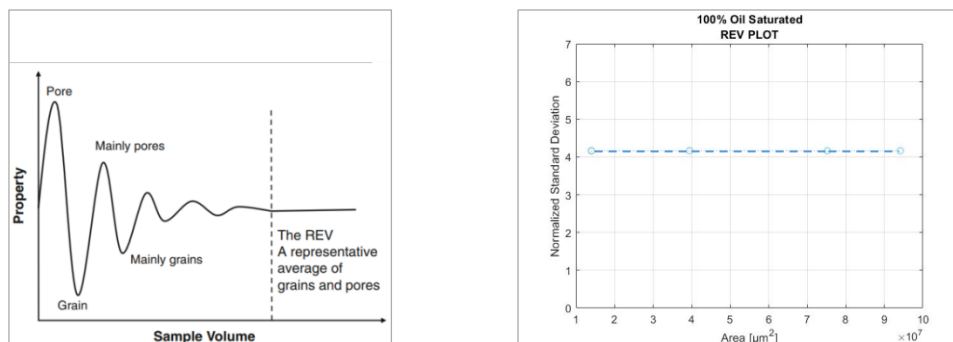 Pore
Mainly pores
Mainly grains
Grain
The REV
A representative
average of
grains and pores
Property
Sample Volume
100% Oil Saturated
REV PLOT
Normalized Standard Deviation
7
6
5
4
3
2
1
0
1 2 3 4 5 6 7 8 9 10
Area [μm²]
×10⁷